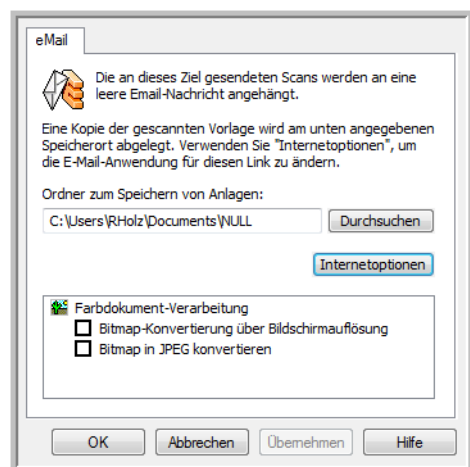 eMail
Die an dieses Ziel gesendeten Scans werden an eine
leere Email-Nachricht angehängt.
Eine Kopie der gescannten Vorlage wird am unten angegebenen
Speicherort abgelegt. Verwenden Sie "Internetoptionen", um
die E-Mail-Anwendung für diesen Link zu ändern.
Ordner zum Speichern von Anlagen:
C:\Users\RHolz\Documents\NULL Durchsuchen
Internetoptionen
Farbdokument-Verarbeitung
Bitmap-Konvertierung über Bildschirmauflösung
Bitmap in JPEG konvertieren
OK Abbrechen Übernehmen Hilfe